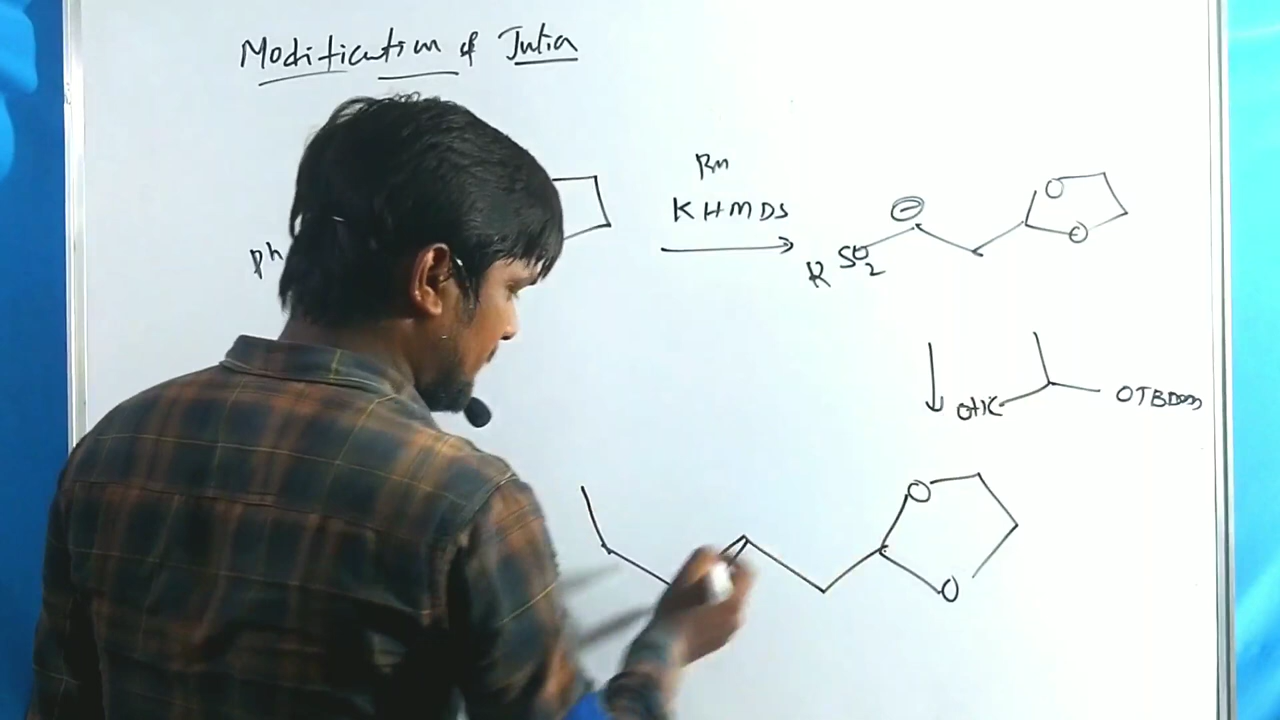 Modification of Julia
Ph
KHMDS
R SO2
⊖
O
O
OHC
OTBDMS
O
O